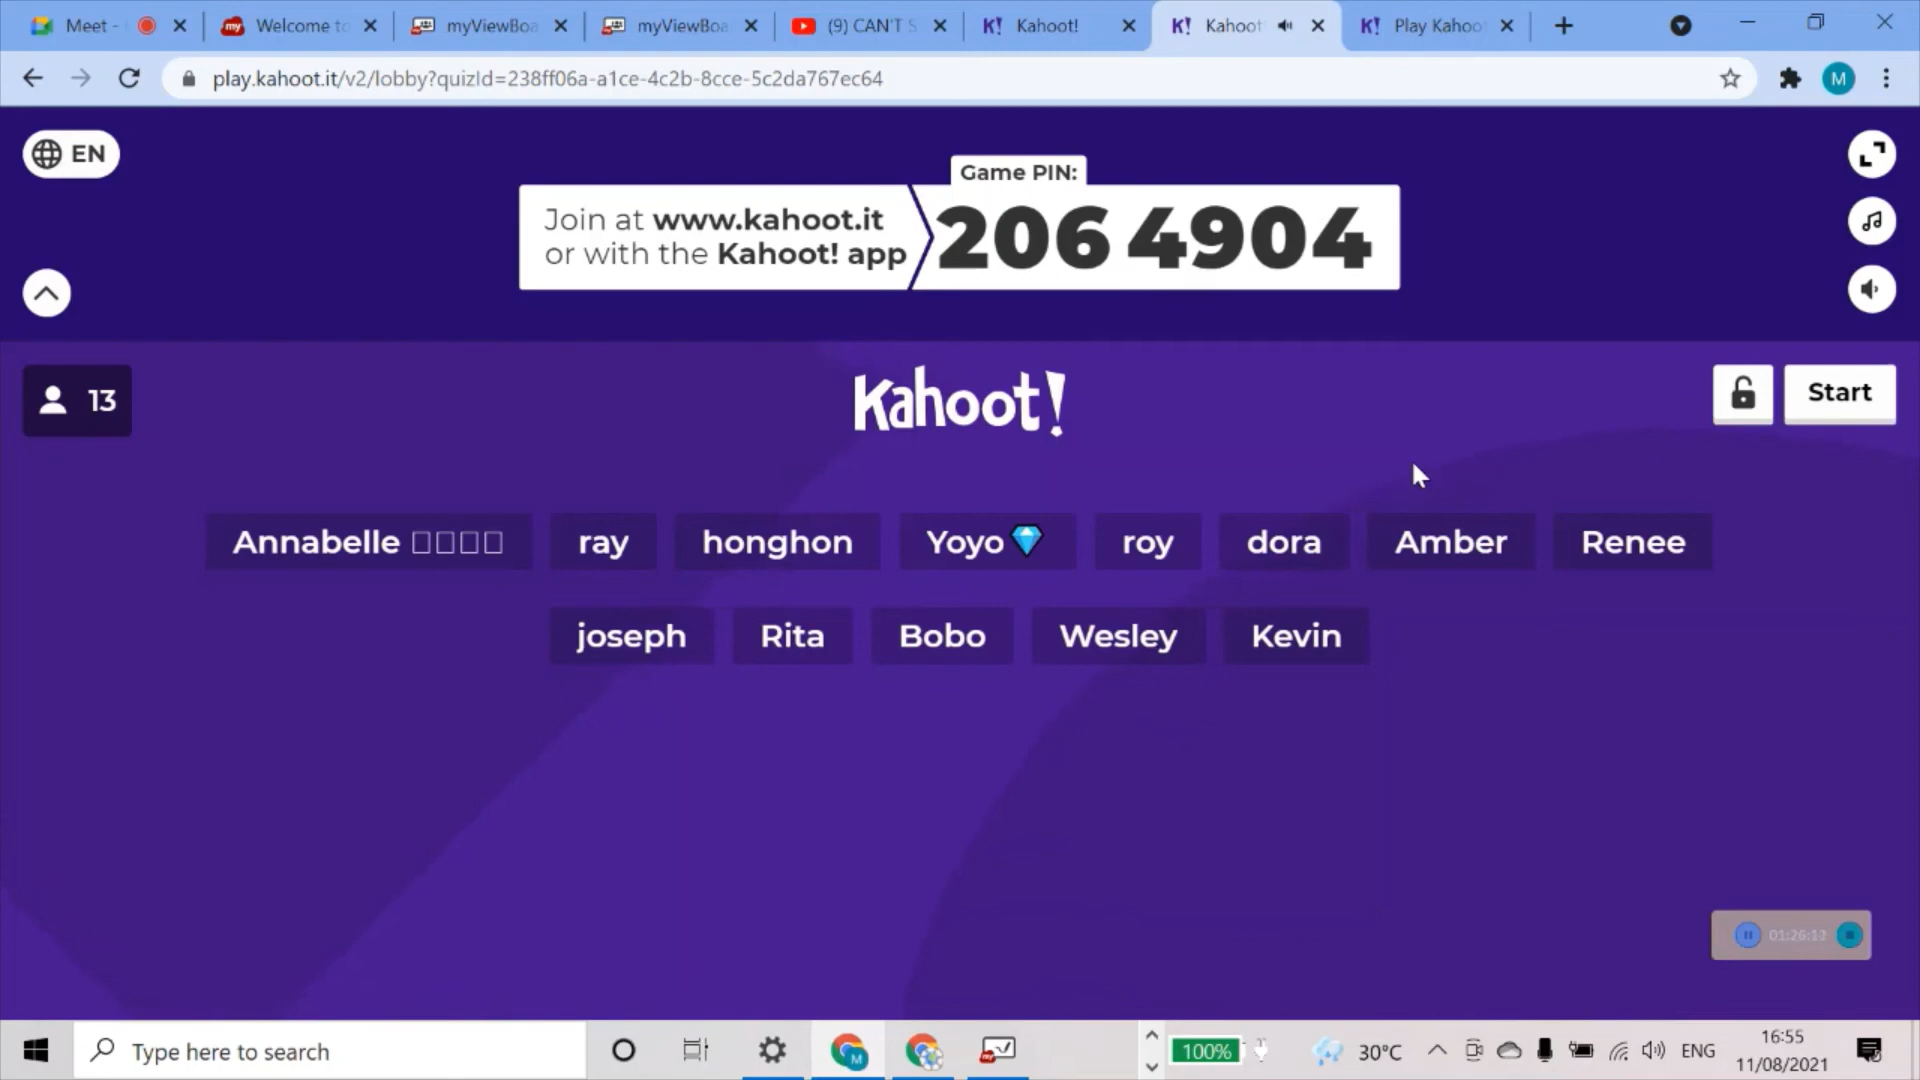 Meet -
Welcome to
myViewBoa
myViewBoa
(9) CAN'T S
Kahoot!
Kahoot
Play Kahoo
play.kahoot.it/v2/lobby?quizId=238ff06a-a1ce-4c2b-8cce-5c2da767ec64
M
EN
Game PIN:
Join at www.kahoot.it
or with the Kahoot! app
206 4904
13
Kahoot!
Start
Annabelle
ray
honghon
Yoyo
roy
dora
Amber
Renee
joseph
Rita
Bobo
Wesley
Kevin
Type here to search
100%
30°C
ENG
16:55
11/08/2021